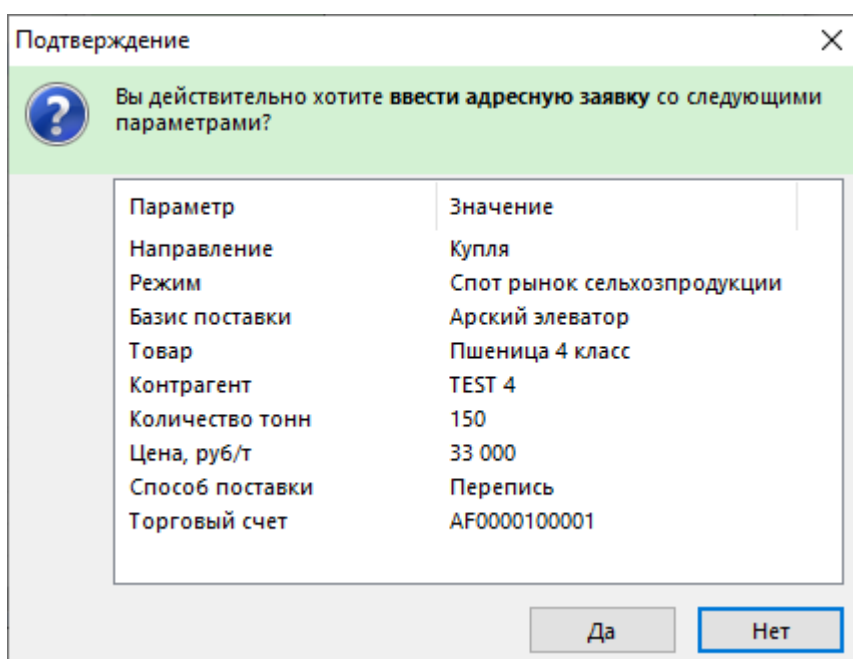 Подтверждение
Вы действительно хотите ввести адресную заявку со следующими
параметрами?
Параметр Значение
Направление Купля
Режим Спот рынок сельхозпродукции
Базис поставки Арский элеватор
Товар Пшеница 4 класс
Контрагент TEST 4
Количество тонн 150
Цена, руб/т 33 000
Способ поставки Перепись
Торговый счет AF0000100001
Да Нет